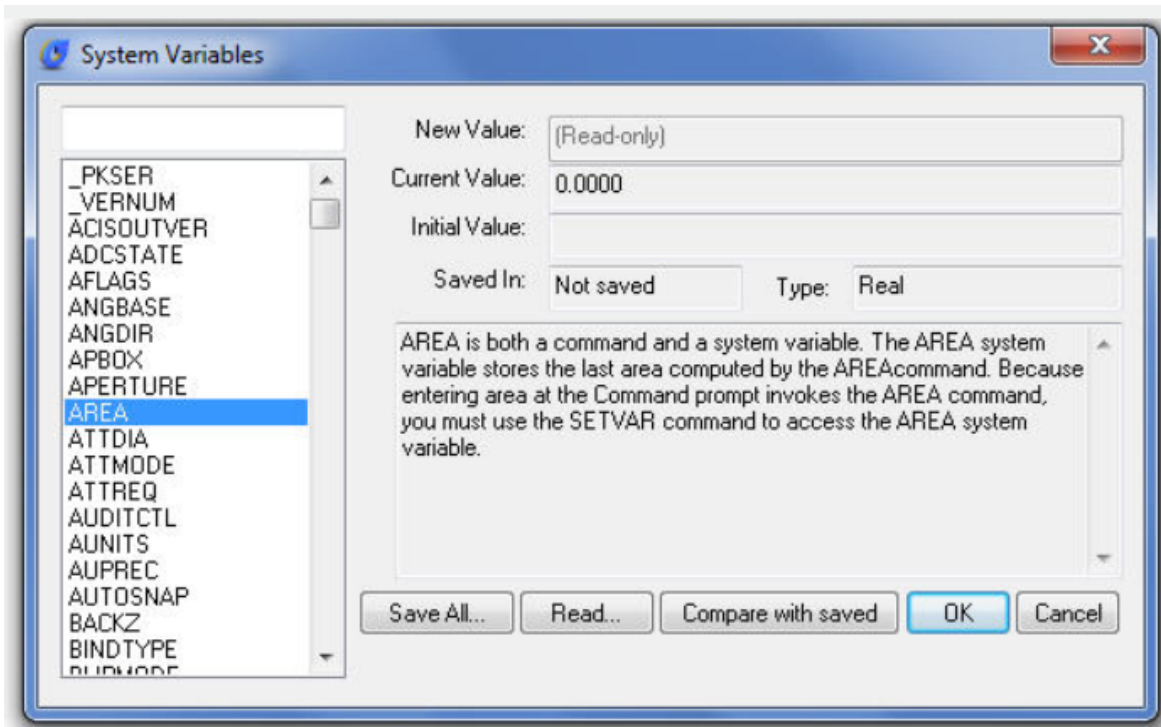 System Variables
_PKSER
_VERNUM
ACISOUTVER
ADCSTATE
AFLAGS
ANGBASE
ANGDIR
APBOX
APERTURE
AREA
ATTDIA
ATTMODE
ATTREQ
AUDITCTL
AUNITS
AUPREC
AUTOSNAP
BACKZ
BINDTYPE
New Value: (Read-only)
Current Value: 0.0000
Initial Value:
Saved In: Not saved Type: Real
AREA is both a command and a system variable. The AREA system
variable stores the last area computed by the AREAcommand. Because
entering area at the Command prompt invokes the AREA command,
you must use the SETVAR command to access the AREA system
variable.
Save All... Read... Compare with saved OK Cancel